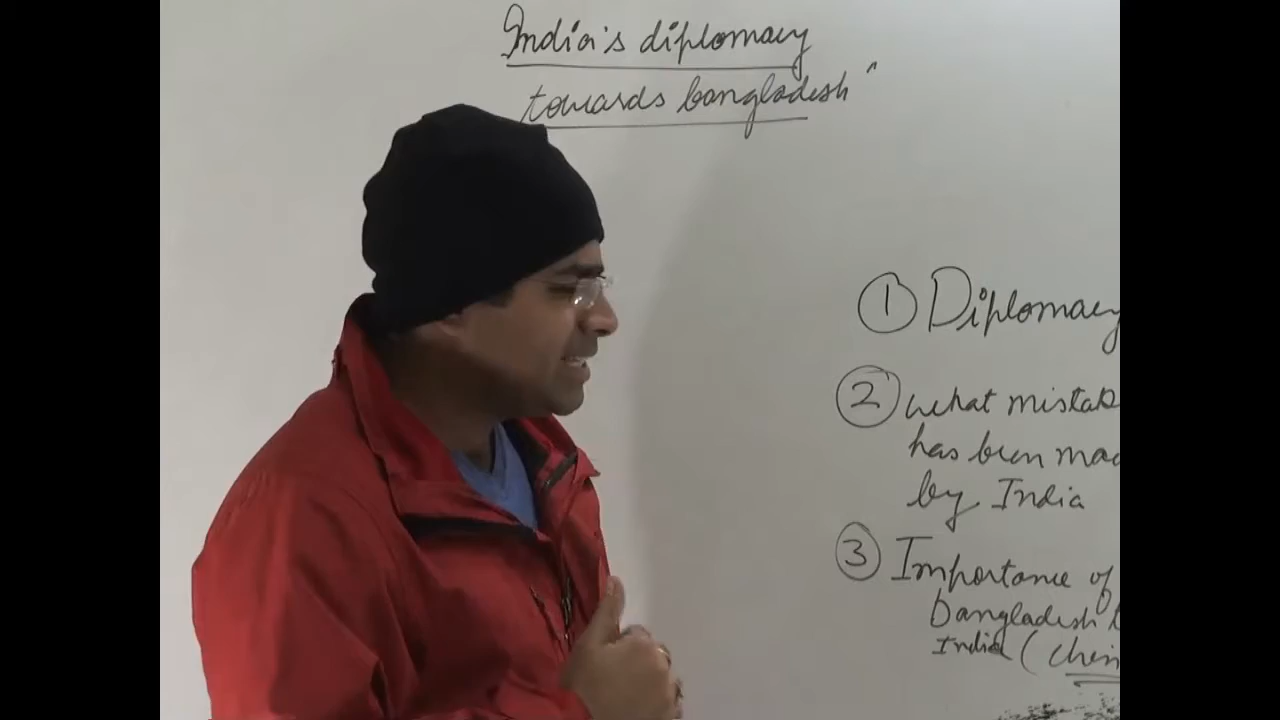 India's diplomacy
towards bangladesh"
① Diplomacy
② what mistak
has been mad
by India
③ Importance of
bangladesh t
India (chin